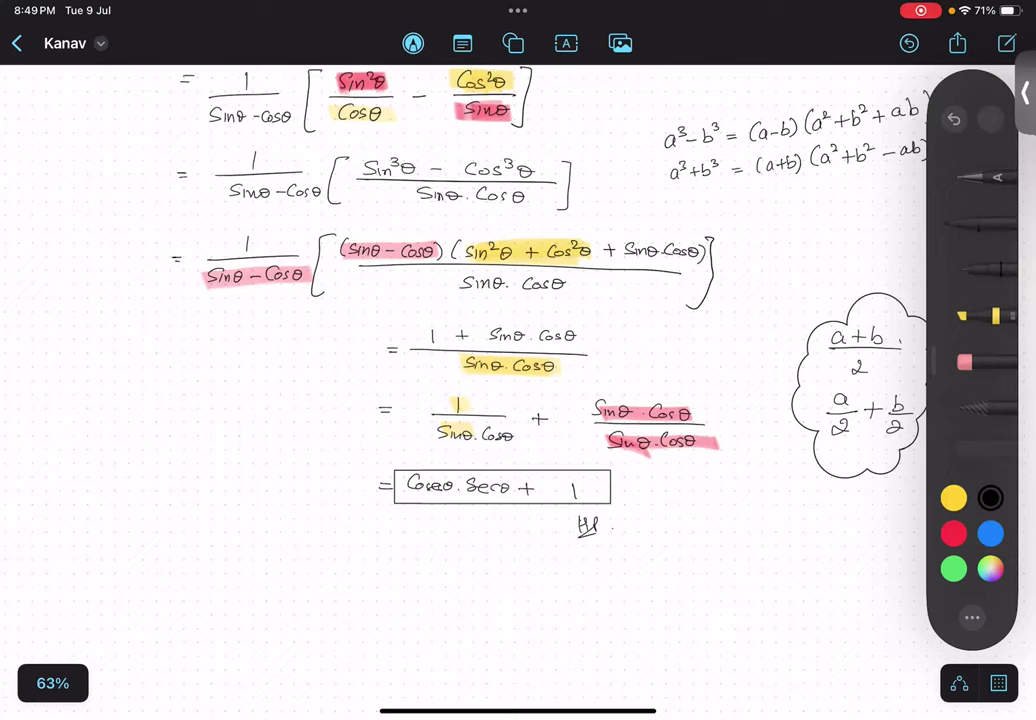 8:49 PM Tue 9 Jul
71%
Kanav
= 1/(Sinθ - Cosθ) [ Sin²θ/Cosθ - Cos²θ/Sinθ ]
a³ - b³ = (a-b) (a² + b² + ab
a³ + b³ = (a+b) (a² + b² - ab)
= 1/(Sinθ - Cosθ) [ (Sin³θ - Cos³θ)/(Sinθ. Cosθ) ]
= 1/(Sinθ - Cosθ) [ (Sinθ - Cosθ) (Sin²θ + Cos²θ + Sinθ. Cosθ)/(Sinθ. Cosθ) ]
= (1 + Sinθ. Cosθ)/(Sinθ. Cosθ)
(a + b)/2
= 1/(Sinθ. Cosθ) + (Sinθ. Cosθ)/(Sinθ. Cosθ)
a/2 + b/2
= Cosecθ. Secθ + 1
63%